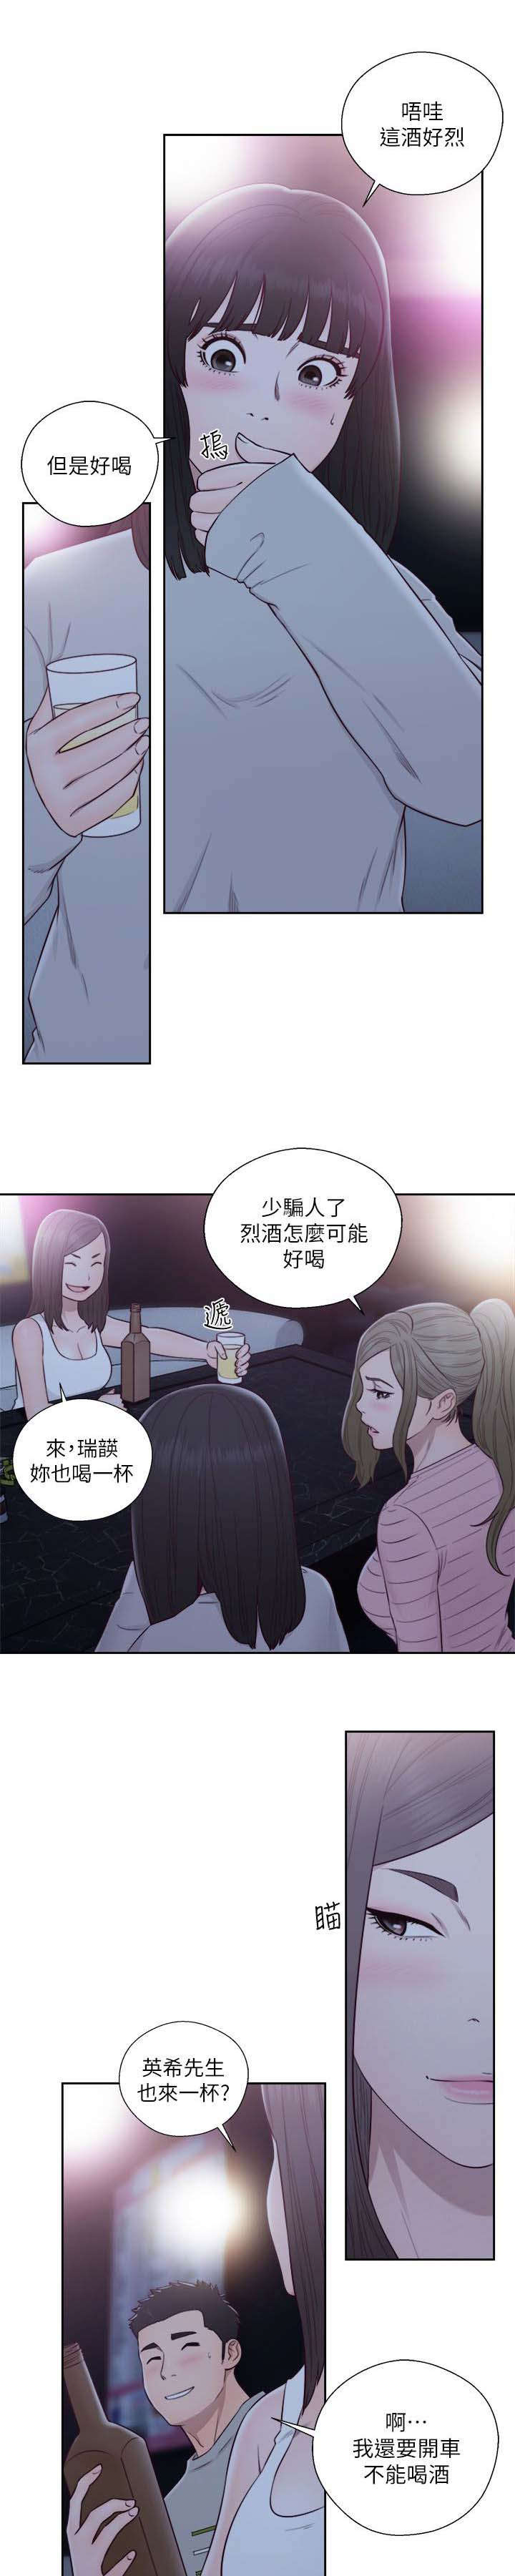 唔哇
這酒好烈
摀
但是好喝
少騙人了
烈酒怎麼可能
好喝
遞
來,瑞韺
妳也喝一杯
瞄
英希先生
也來一杯?
啊…
我還要開車
不能喝酒